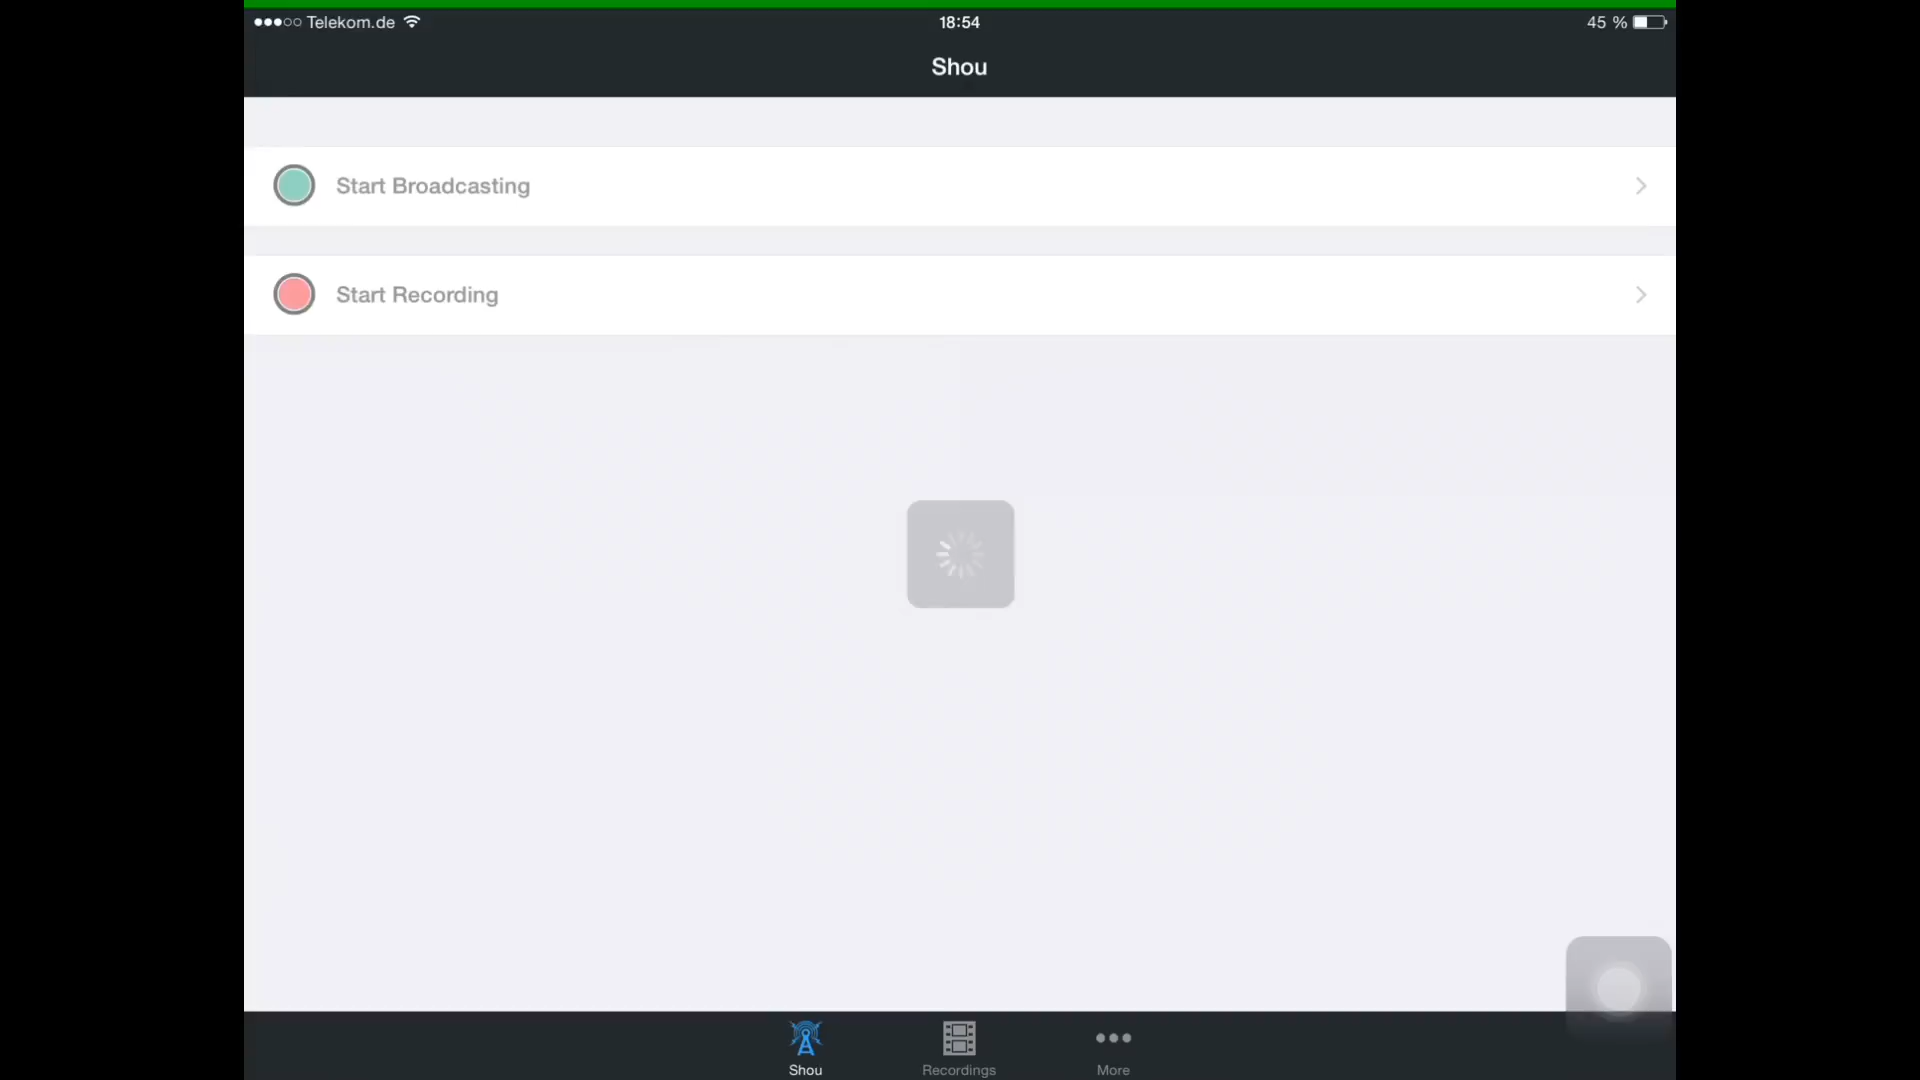 Telekom.de 18:54 45 %
Shou
Start Broadcasting
Start Recording
Shou Recordings More